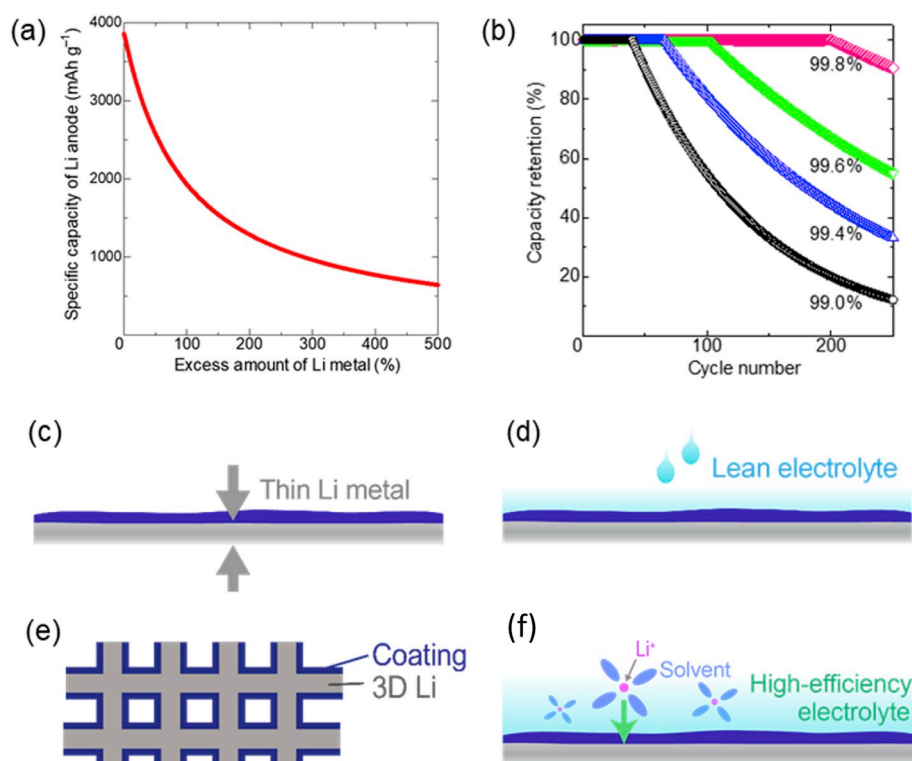 (a)
4000
3000
2000
1000
Specific capacity of Li anode (mAh g⁻¹)
0 100 200 300 400 500
Excess amount of Li metal (%)
(b)
100
80
60
40
20
Capacity retention (%)
99.8%
99.6%
99.4%
99.0%
0 100 200
Cycle number
(c)
Thin Li metal
(d)
Lean electrolyte
(e)
Coating
3D Li
(f)
Li⁺
Solvent
High-efficiency
electrolyte